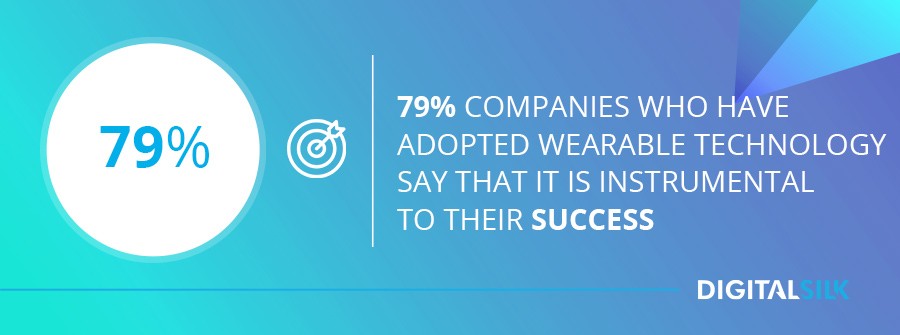 79%
79% COMPANIES WHO HAVE
ADOPTED WEARABLE TECHNOLOGY
SAY THAT IT IS INSTRUMENTAL
TO THEIR SUCCESS
DIGITALSILK